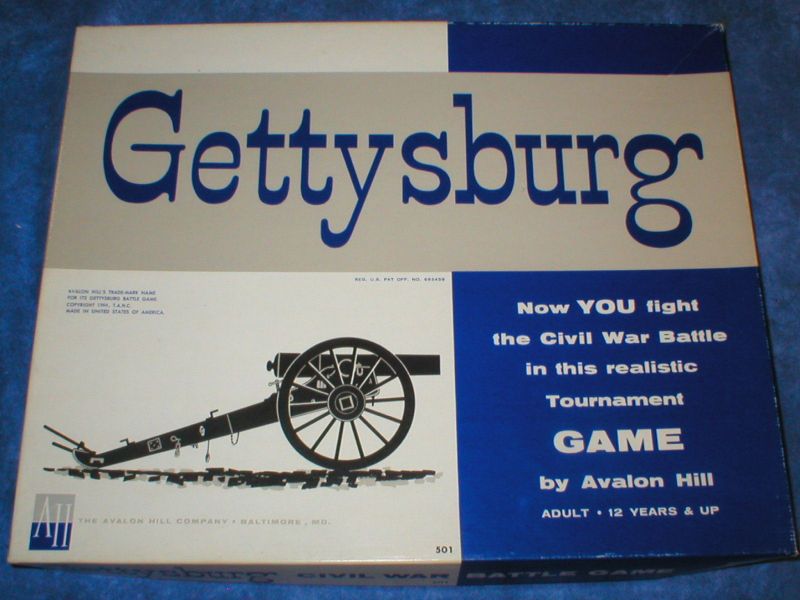 Gettysburg
REG. U.S. PAT OFF. NO. 693459
AVALON HILL'S TRADE-MARK NAME
FOR ITS GETTYSBURG BATTLE GAME
COPYRIGHT 1964, T.A.H.C.
MADE IN UNITED STATES OF AMERICA.
Now YOU fight
the Civil War Battle
in this realistic
Tournament
GAME
by Avalon Hill
ADULT • 12 YEARS & UP
AH
THE AVALON HILL COMPANY • BALTIMORE, MD.
501
Gettysburg CIVIL WAR BATTLE GAME